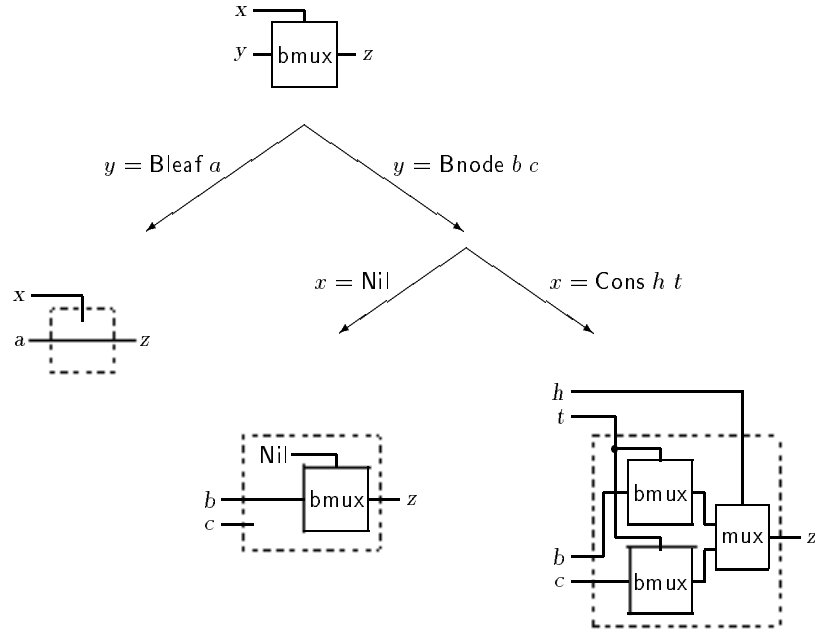 x
y bmux z
y = Bleaf a y = Bnode b c
x = Nil x = Cons h t
x
a z
h
t
Nil
b bmux z
c
bmux
mux z
b
c bmux